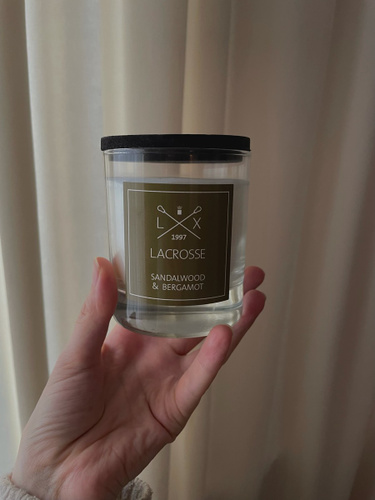 L X
1997
LACROSSE
SANDALWOOD
& BERGAMOT